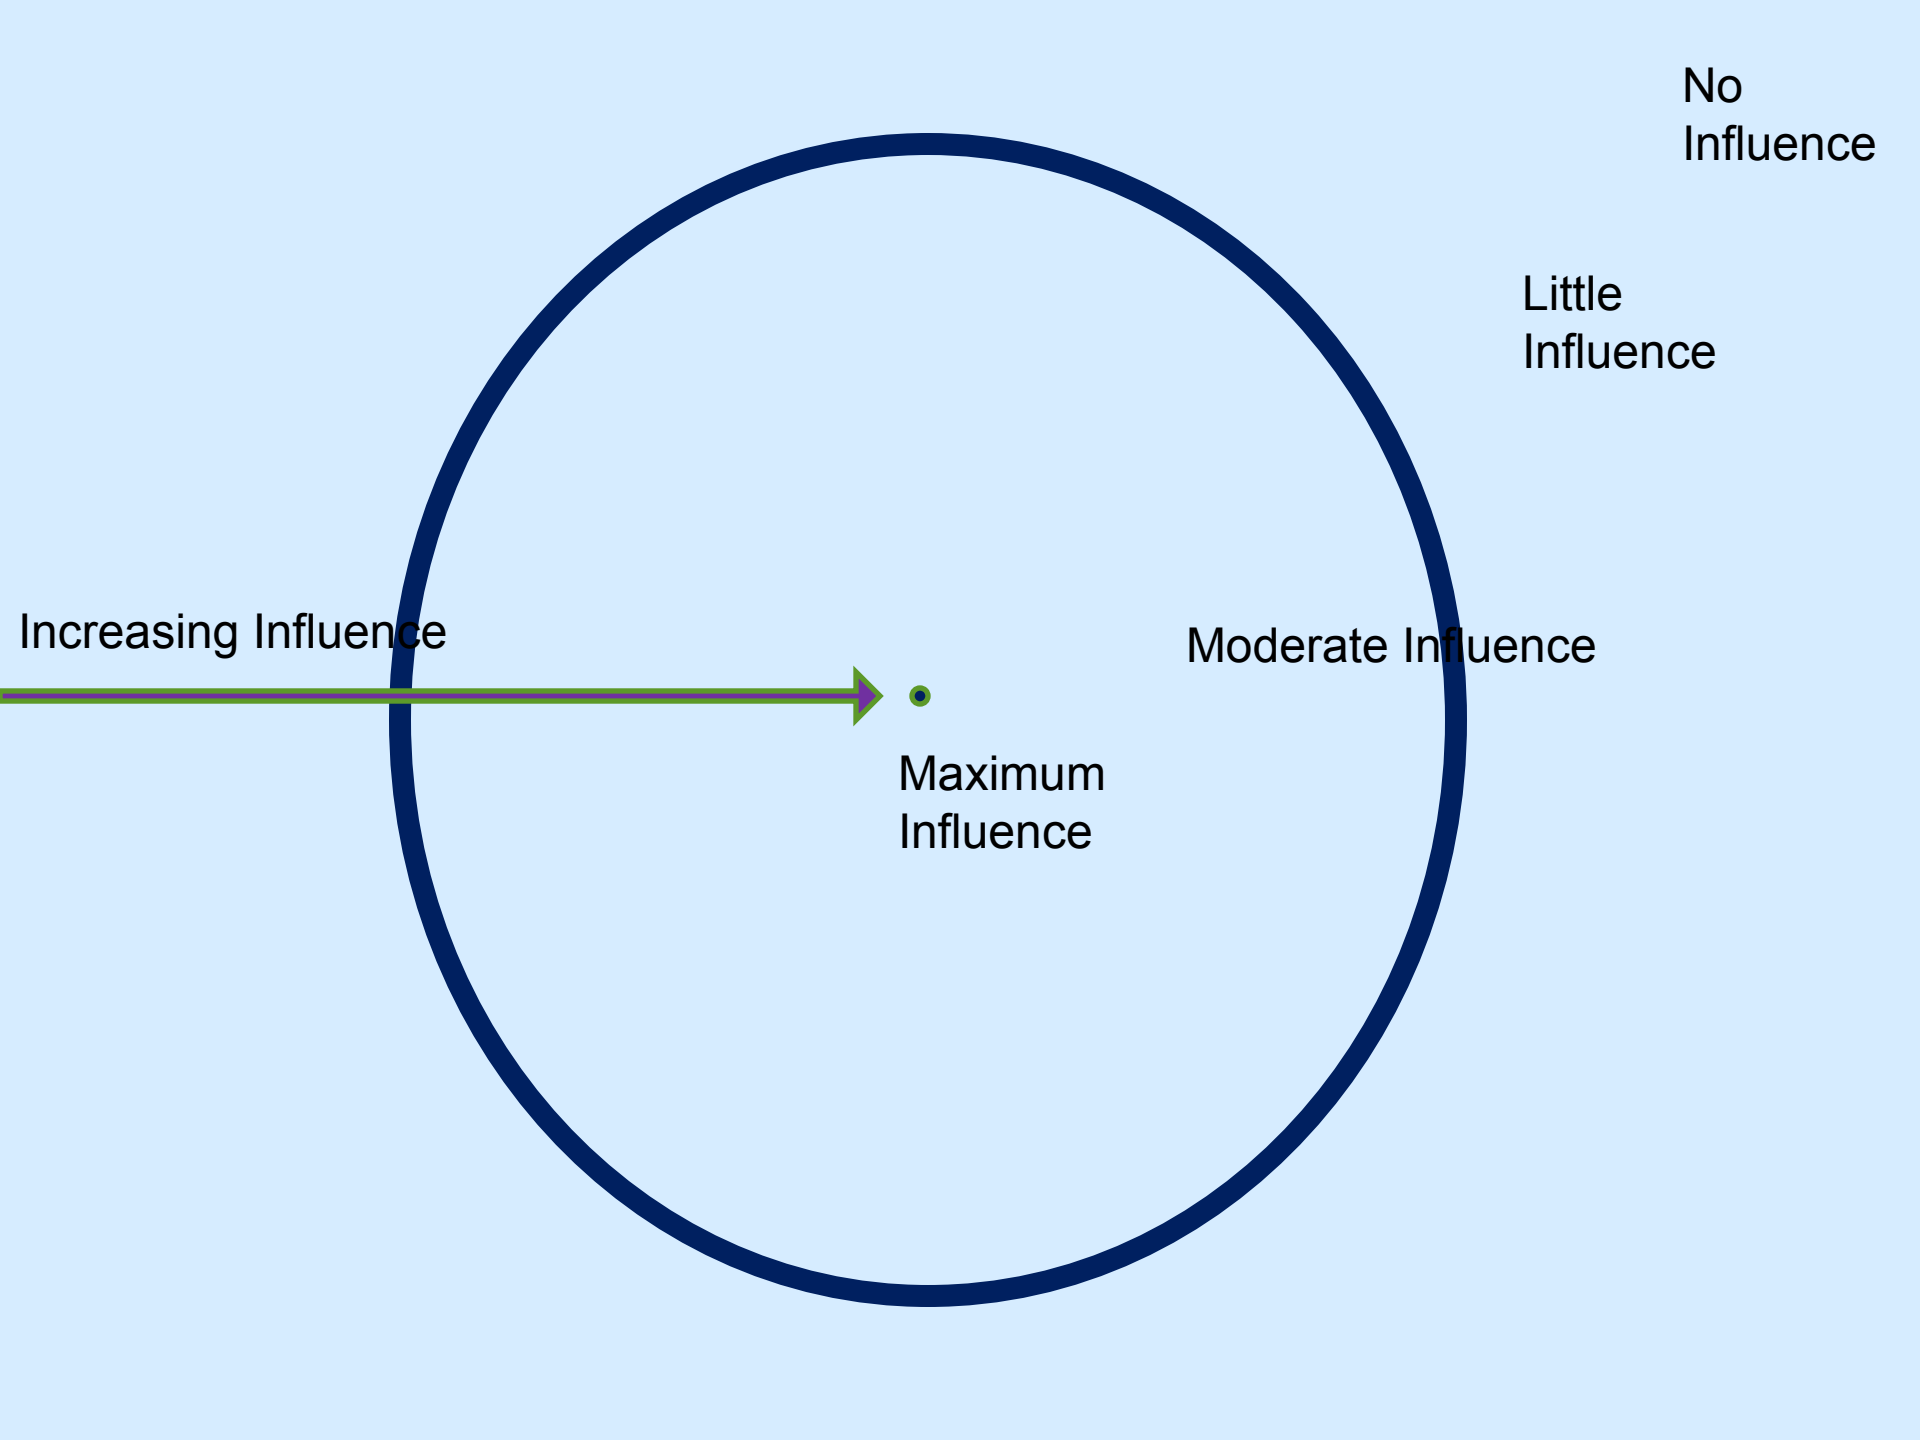 No
Influence
Little
Influence
Increasing Influence
Moderate Influence
Maximum
Influence